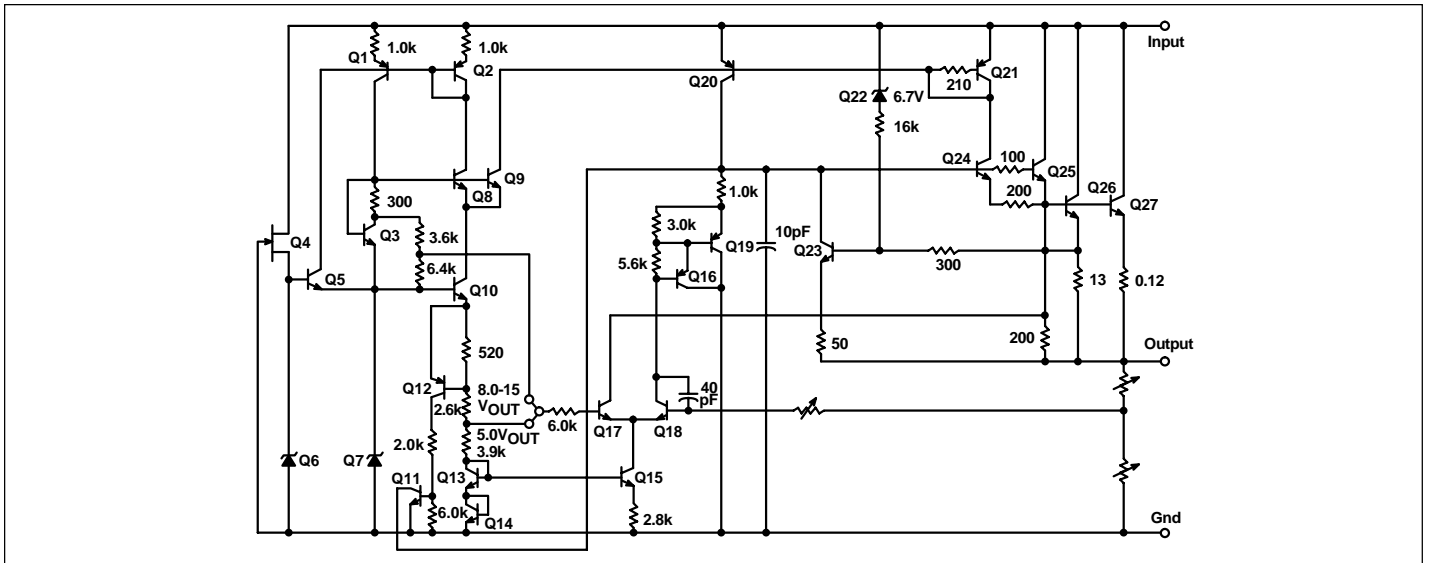 Input
Q1
1.0k
1.0k
Q2
Q20
Q21
210
Q22
6.7V
16k
Q24
100
Q25
Q9
Q8
300
1.0k
200
Q26
Q27
Q4
Q3
3.6k
3.0k
Q19
10pF
Q23
300
Q5
6.4k
Q10
5.6k
Q16
13
0.12
520
50
200
Output
Q12
8.0-15
VOUT
2.6k
40
pF
6.0k
Q17
Q18
5.0VOUT
3.9k
2.0k
Q6
Q7
Q11
Q13
Q15
6.0k
Q14
2.8k
Gnd